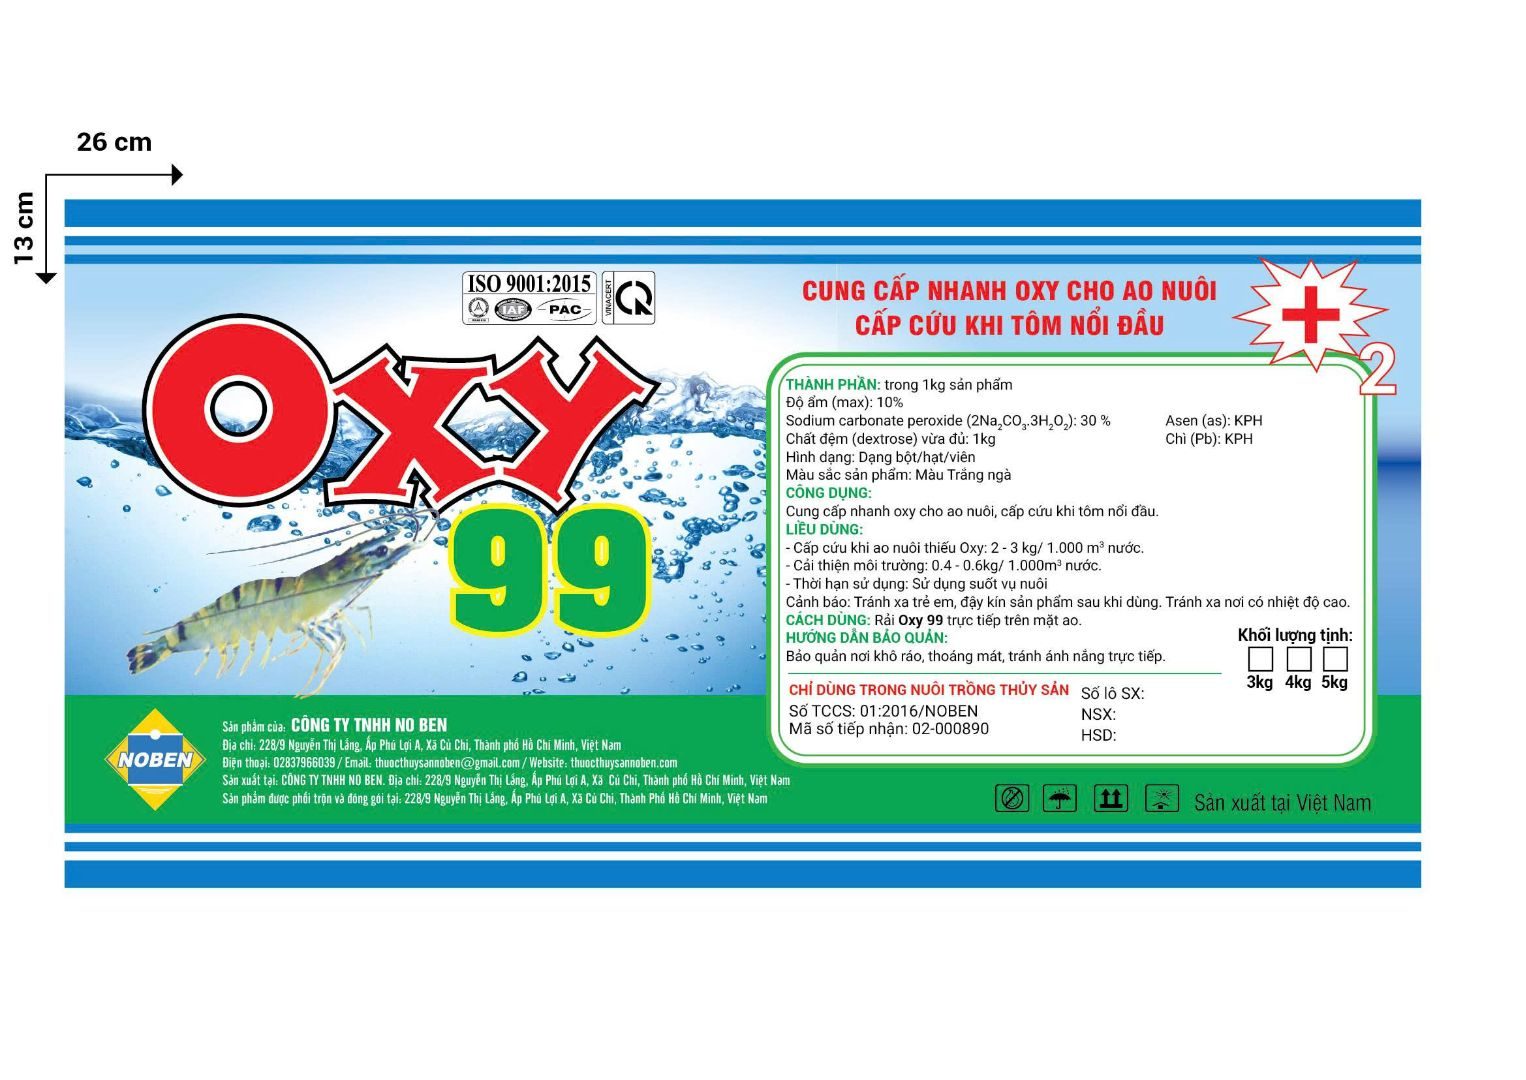 26 cm
13 cm
ISO 9001:2015
IAF
PAC
VINACERT
OXY
99
CUNG CẤP NHANH OXY CHO AO NUÔI
CẤP CỨU KHI TÔM NỔI ĐẦU
2
THÀNH PHẦN: trong 1kg sản phẩm
Độ ẩm (max): 10%
Sodium carbonate peroxide (2Na₂CO₃.3H₂O₂): 30 % Asen (as): KPH
Chất đệm (dextrose) vừa đủ: 1kg Chì (Pb): KPH
Hình dạng: Dạng bột/hạt/viên
Màu sắc sản phẩm: Màu Trắng ngà
CÔNG DỤNG:
Cung cấp nhanh oxy cho ao nuôi, cấp cứu khi tôm nổi đầu.
LIỀU DÙNG:
- Cấp cứu khi ao nuôi thiếu Oxy: 2 - 3 kg/ 1.000 m³ nước.
- Cải thiện môi trường: 0.4 - 0.6kg/ 1.000m³ nước.
- Thời hạn sử dụng: Sử dụng suốt vụ nuôi
Cảnh báo: Tránh xa trẻ em, đậy kín sản phẩm sau khi dùng. Tránh xa nơi có nhiệt độ cao.
CÁCH DÙNG: Rải Oxy 99 trực tiếp trên mặt ao.
HƯỚNG DẪN BẢO QUẢN:
Bảo quản nơi khô ráo, thoáng mát, tránh ánh nắng trực tiếp.
Khối lượng tịnh:
3kg 4kg 5kg
CHỈ DÙNG TRONG NUÔI TRỒNG THỦY SẢN
Số TCCS: 01:2016/NOBEN
Mã số tiếp nhận: 02-000890
Số lô SX:
NSX:
HSD:
NOBEN
Sản phẩm của: CÔNG TY TNHH NO BEN
Địa chỉ: 228/9 Nguyễn Thị Lắng, Ấp Phú Lợi A, Xã Củ Chi, Thành phố Hồ Chí Minh, Việt Nam
Điện thoại: 02837966039 / Email: thuocthuysannoben@gmail.com / Website: thuocthuysannoben.com
Sản xuất tại: CÔNG TY TNHH NO BEN. Địa chỉ: 228/9 Nguyễn Thị Lắng, Ấp Phú Lợi A, Xã Củ Chi, Thành phố Hồ Chí Minh, Việt Nam
Sản phẩm được phối trộn và đóng gói tại: 228/9 Nguyễn Thị Lắng, Ấp Phú Lợi A, Xã Củ Chi, Thành Phố Hồ Chí Minh, Việt Nam
Sản xuất tại Việt Nam